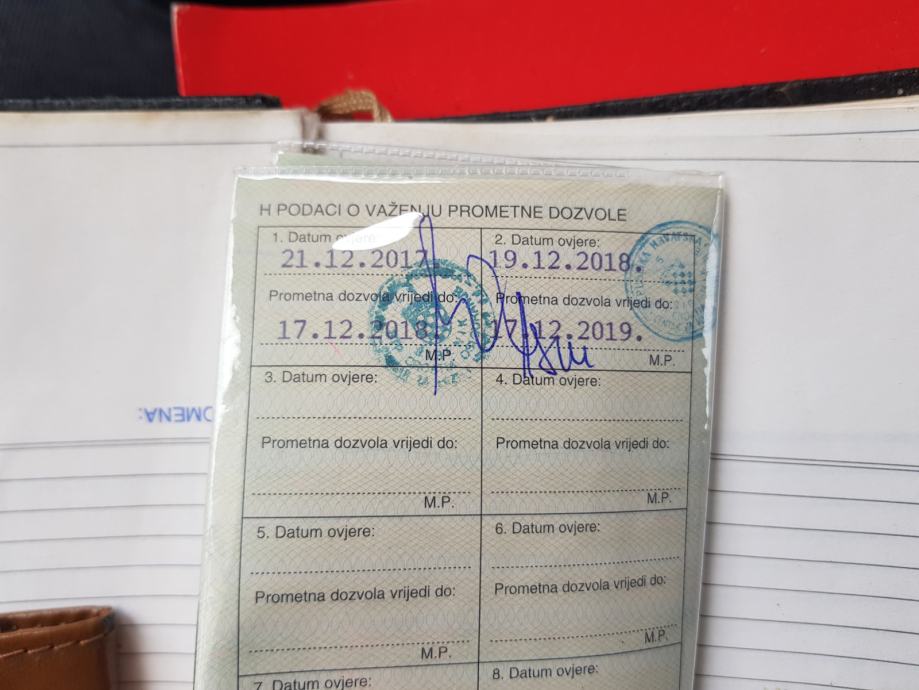 H PODACI O VAŽENJU PROMETNE DOZVOLE
1. Datum ovjere:
21.12.2017.
Prometna dozvola vrijedi do:
17.12.2018.
M.P.
2. Datum ovjere:
19.12.2018.
Prometna dozvola vrijedi do:
17.12.2019.
M.P.
3. Datum ovjere:
Prometna dozvola vrijedi do:
M.P.
4. Datum ovjere:
Prometna dozvola vrijedi do:
M.P.
5. Datum ovjere:
Prometna dozvola vrijedi do:
M.P.
6. Datum ovjere:
Prometna dozvola vrijedi do:
M.P.
7. Datum ovjere:
8. Datum ovjere: